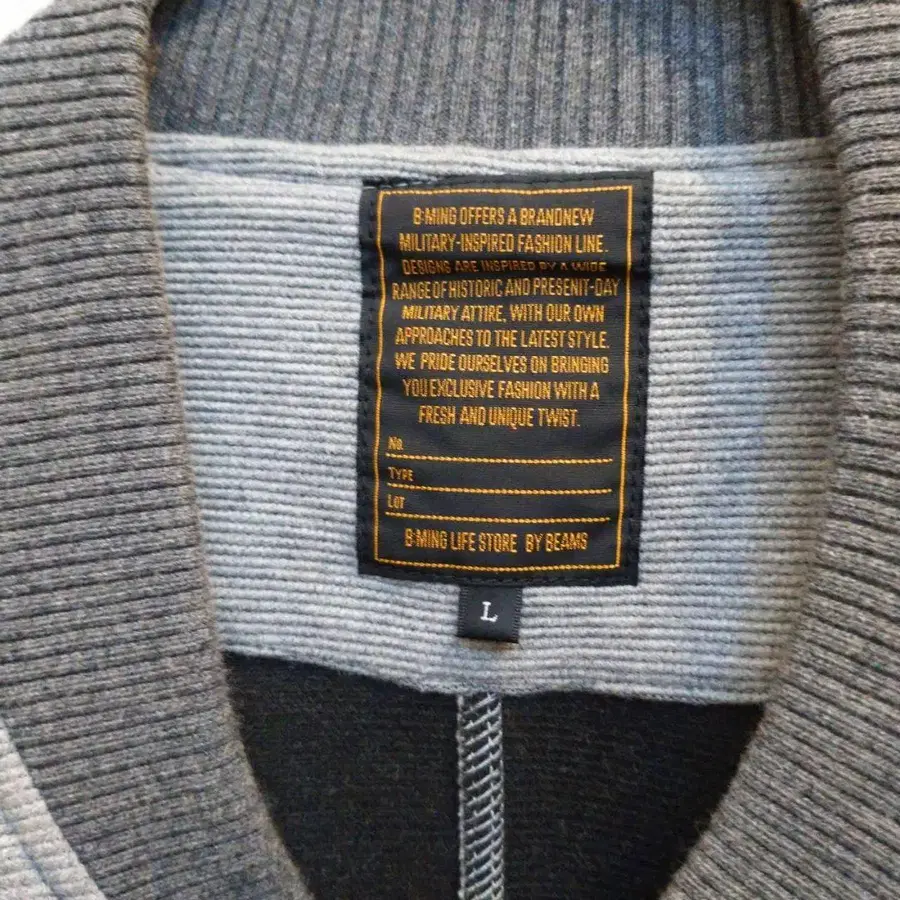 B:MING OFFERS A BRANDNEW
MILITARY-INSPIRED FASHION LINE.
DESIGNS ARE INSPIRED BY A WIDE
RANGE OF HISTORIC AND PRESENIT-DAY
MILITARY ATTIRE, WITH OUR OWN
APPROACHES TO THE LATEST STYLE.
WE PRIDE OURSELVES ON BRINGING
YOU EXCLUSIVE FASHION WITH A
FRESH AND UNIQUE TWIST.
No.
TYPE
LOT
B:MING LIFE STORE BY BEAMS
L